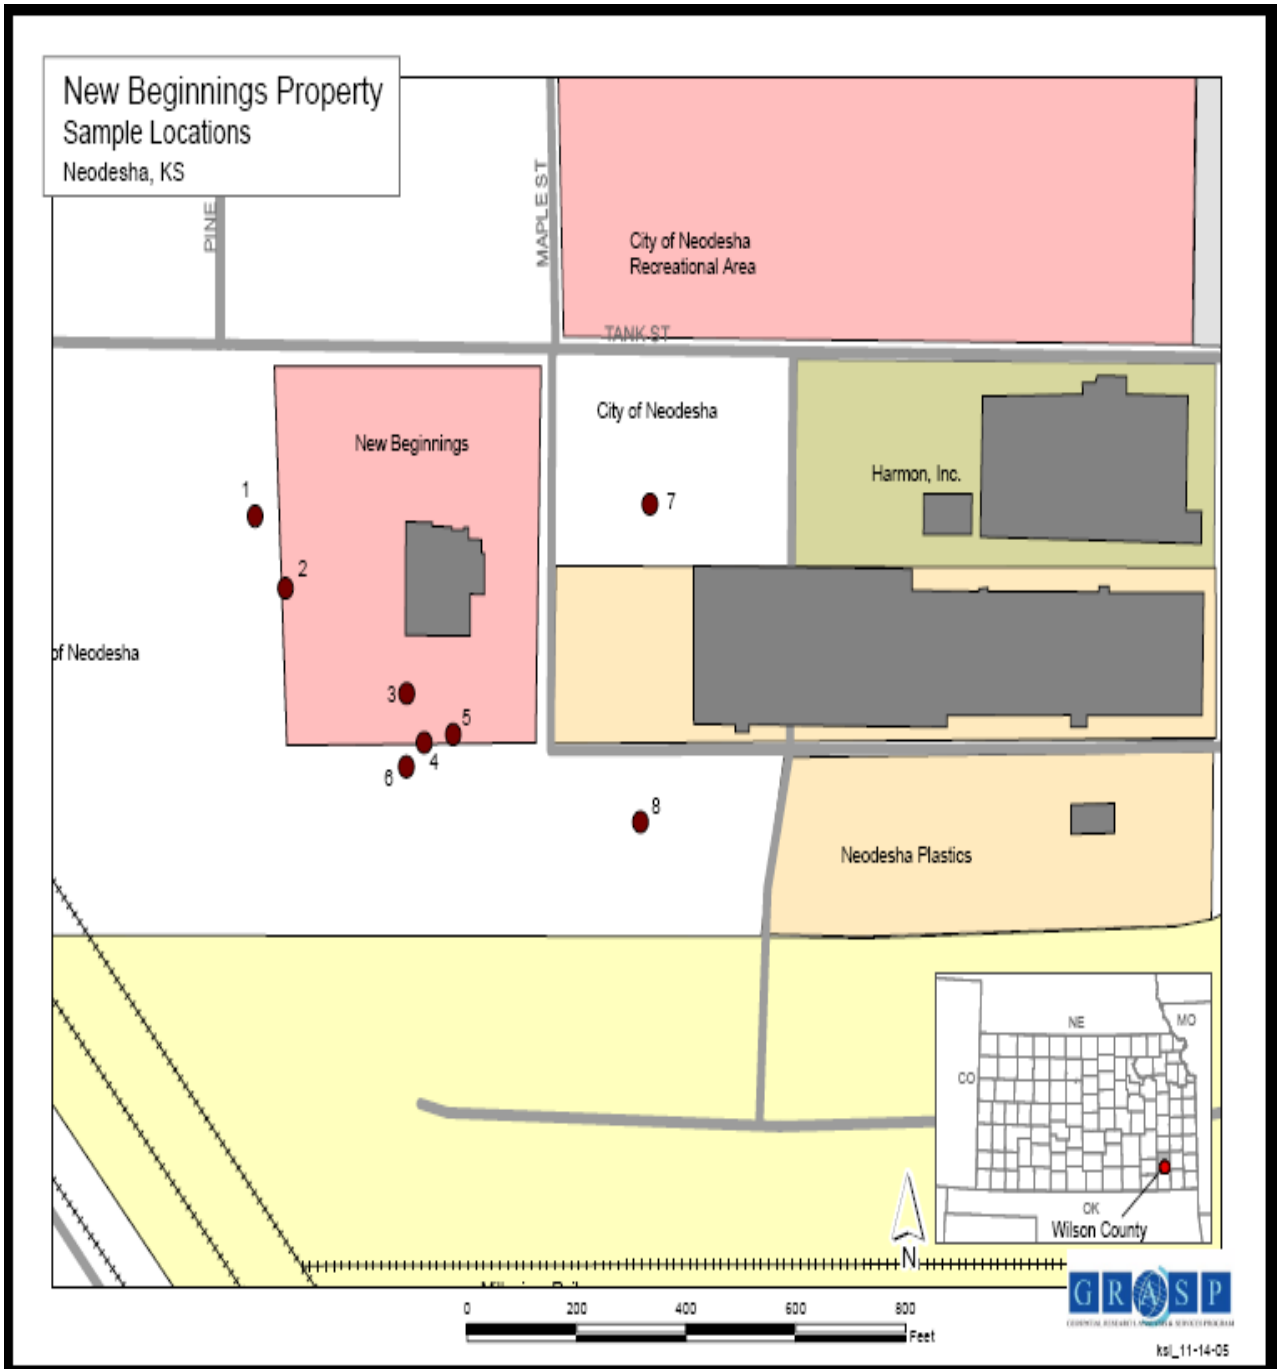 New Beginnings Property
Sample Locations
Neodesha, KS
PINE
MAPLE ST
City of Neodesha
Recreational Area
TANK ST
City of Neodesha
New Beginnings
Harmon, Inc.
1
7
2
of Neodesha
3
5
4
6
8
Neodesha Plastics
NE
MO
CO
OK
Wilson County
N
0 200 400 600 800
Feet
GRASP
ksl_11-14-05